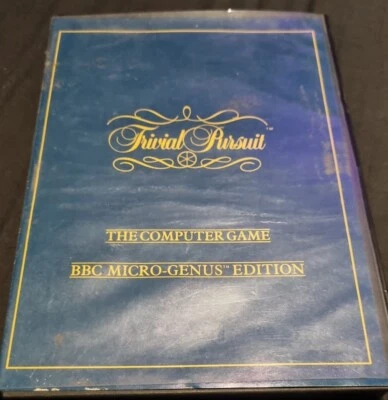 Trivial Pursuit™
THE COMPUTER GAME
BBC MICRO-GENUS™ EDITION